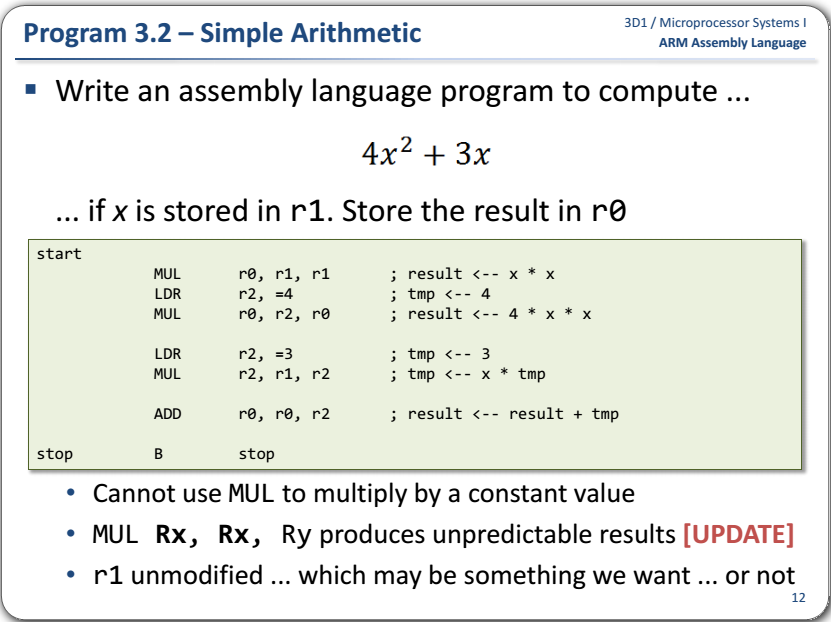 Program 3.2 – Simple Arithmetic
3D1 / Microprocessor Systems I
ARM Assembly Language
▪ Write an assembly language program to compute ...
4x² + 3x
... if x is stored in r1. Store the result in r0
start
MUL r0, r1, r1 ; result <-- x * x
LDR r2, =4 ; tmp <-- 4
MUL r0, r2, r0 ; result <-- 4 * x * x
LDR r2, =3 ; tmp <-- 3
MUL r2, r1, r2 ; tmp <-- x * tmp
ADD r0, r0, r2 ; result <-- result + tmp
stop B stop
• Cannot use MUL to multiply by a constant value
• MUL Rx, Rx, Ry produces unpredictable results [UPDATE]
• r1 unmodified ... which may be something we want ... or not
12